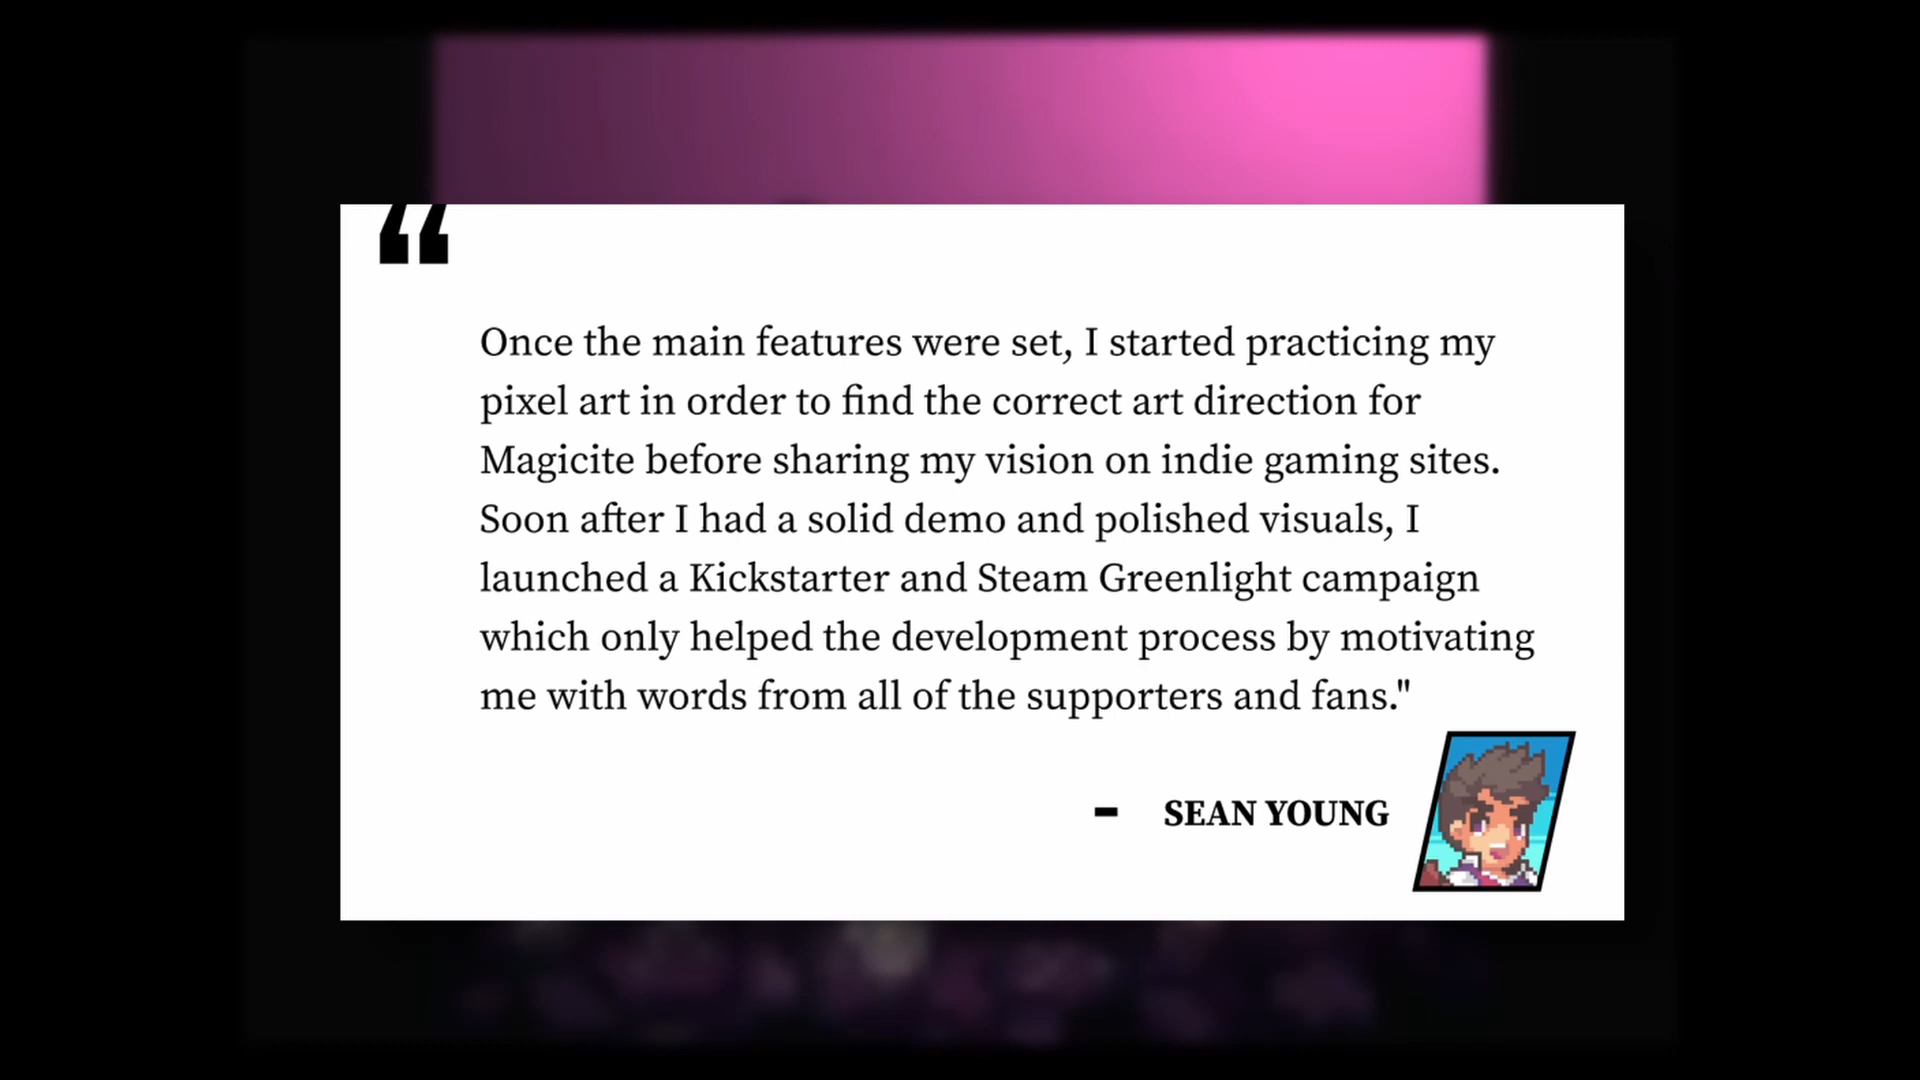 “
Once the main features were set, I started practicing my
pixel art in order to find the correct art direction for
Magicite before sharing my vision on indie gaming sites.
Soon after I had a solid demo and polished visuals, I
launched a Kickstarter and Steam Greenlight campaign
which only helped the development process by motivating
me with words from all of the supporters and fans."
- SEAN YOUNG